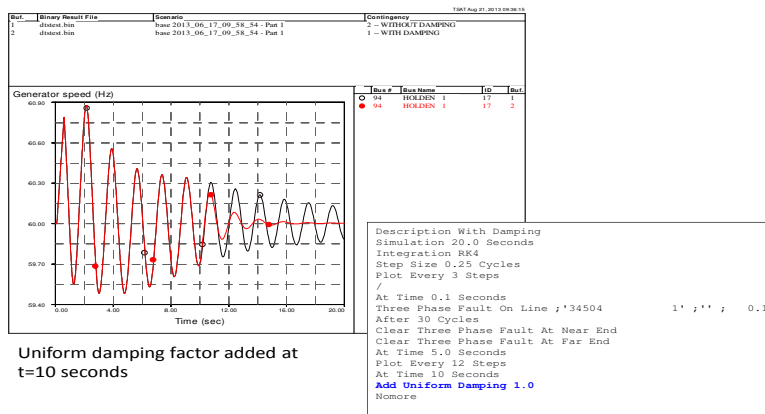 TSAT Aug 21, 2013 09:36:15
Buf. Binary Result File Scenario Contingency
1 dtstest.bin base 2013_06_17_09_58_54 - Part 1 2 -- WITHOUT DAMPING
2 dtstest.bin base 2013_06_17_09_58_54 - Part 1 1 -- WITH DAMPING
Generator speed (Hz)
60.90
60.60
60.30
60.00
59.70
59.40
0.00 4.00 8.00 12.00 16.00 20.00
Time (sec)
Bus # Bus Name ID Buf.
94 HOLDEN 1 17 1
94 HOLDEN 1 17 2
Uniform damping factor added at
t=10 seconds
Description With Damping
Simulation 20.0 Seconds
Integration RK4
Step Size 0.25 Cycles
Plot Every 3 Steps
/
At Time 0.1 Seconds
Three Phase Fault On Line ;'34504 1' ;'' ; 0.1
After 30 Cycles
Clear Three Phase Fault At Near End
Clear Three Phase Fault At Far End
At Time 5.0 Seconds
Plot Every 12 Steps
At Time 10 Seconds
Add Uniform Damping 1.0
Nomore